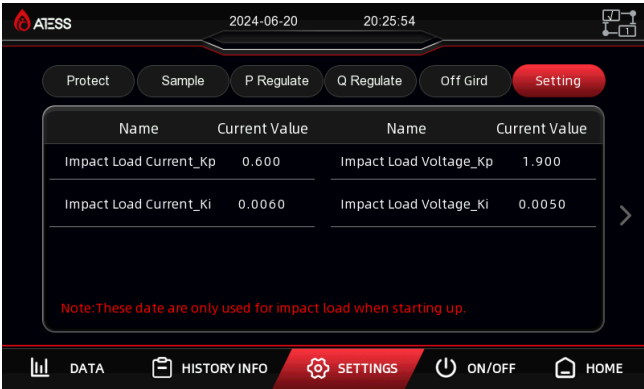 ATESS 2024-06-20 20:25:54
1
Protect Sample P Regulate Q Regulate Off Gird Setting
Name Current Value Name Current Value
Impact Load Current_Kp 0.600 Impact Load Voltage_Kp 1.900
Impact Load Current_Ki 0.0060 Impact Load Voltage_Ki 0.0050
Note:These date are only used for impact load when starting up.
DATA HISTORY INFO SETTINGS ON/OFF HOME